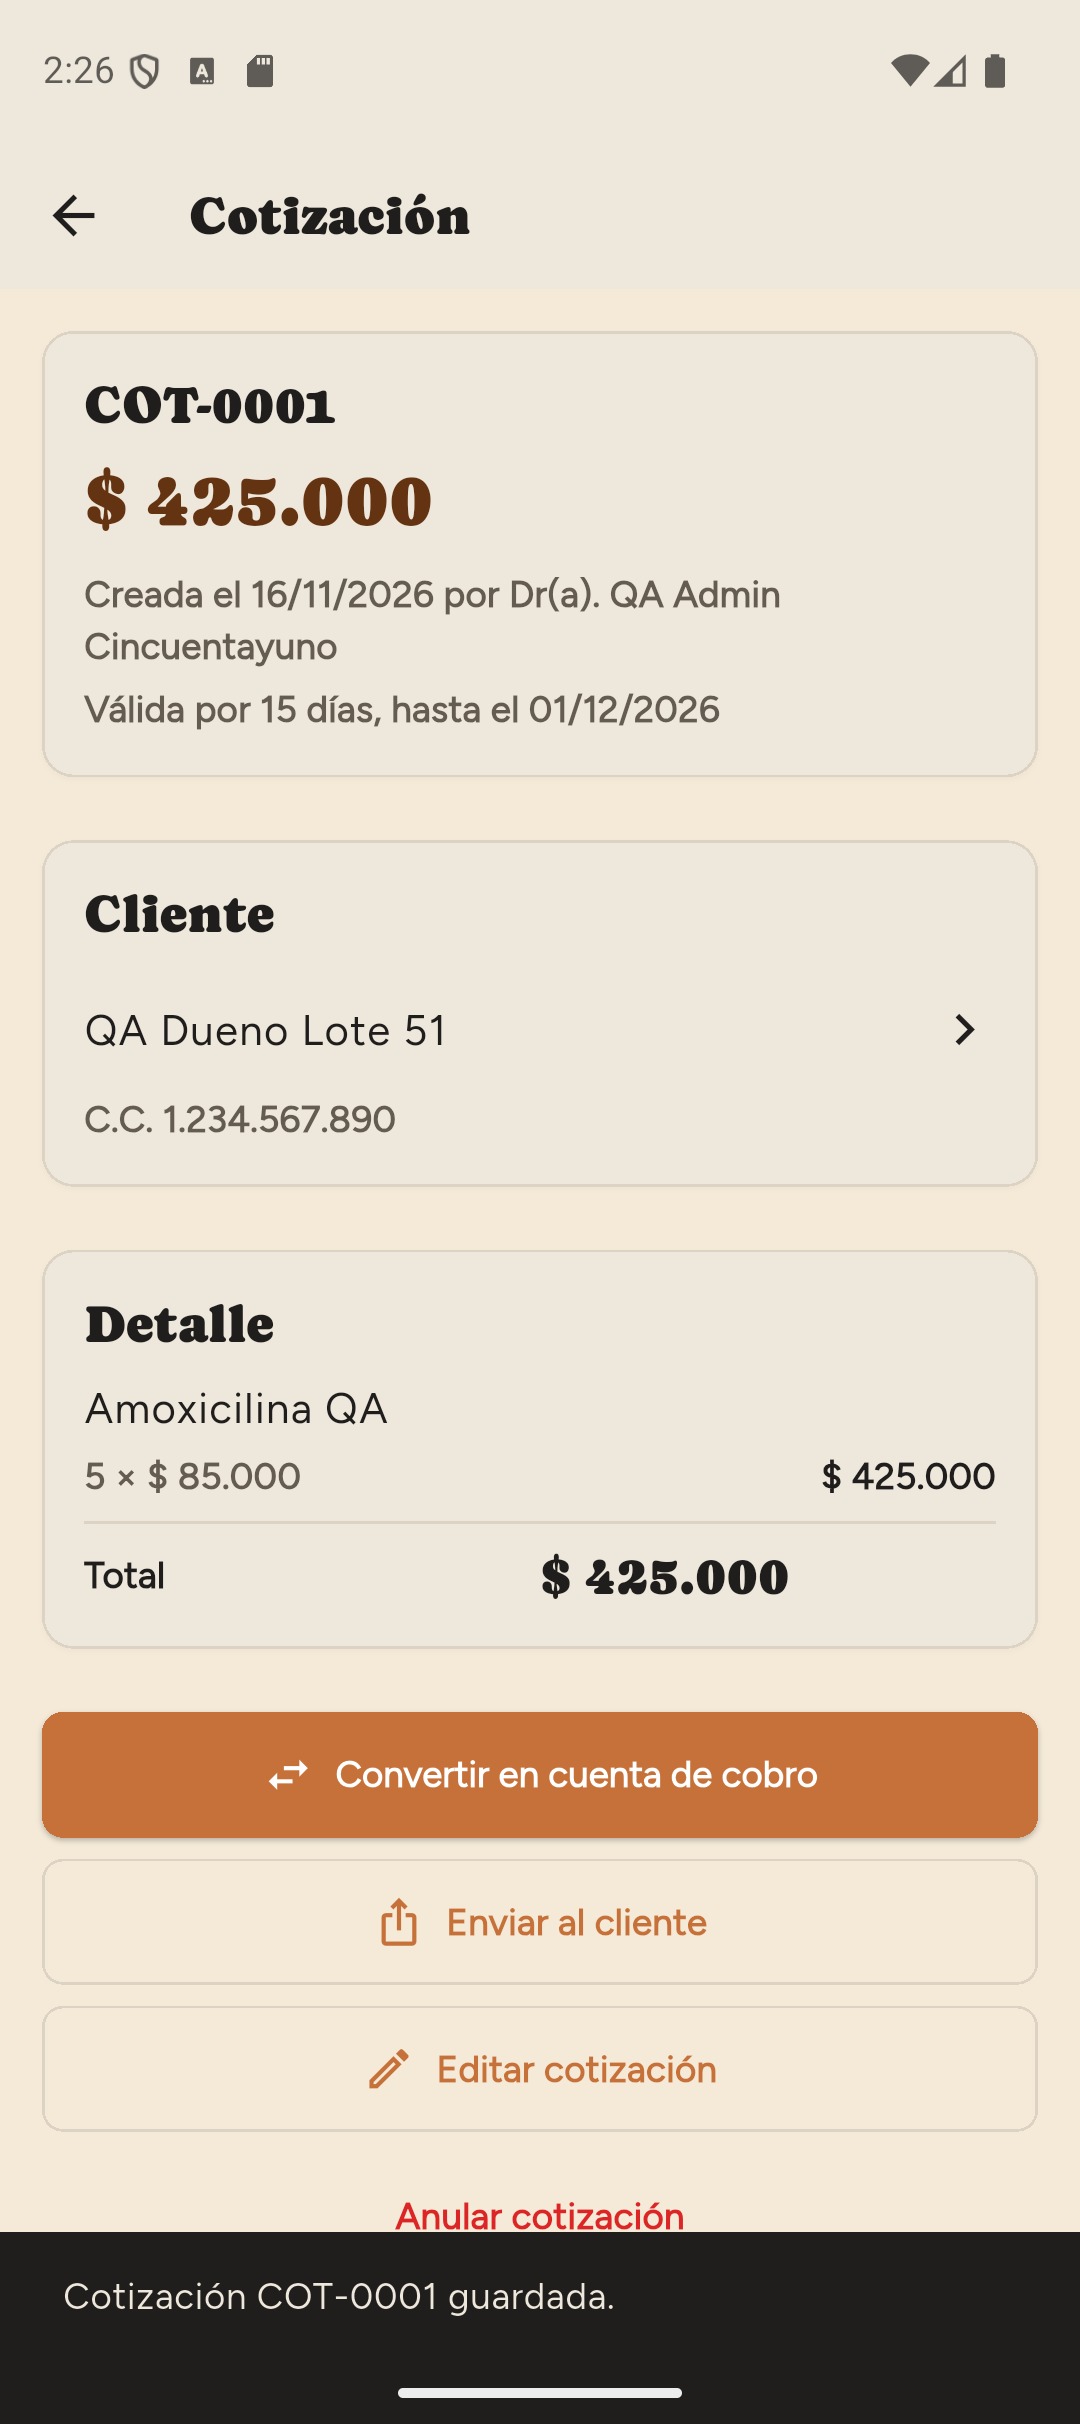 2:26
Cotización
COT-0001
$ 425.000
Creada el 16/11/2026 por Dr(a). QA Admin
Cincuentayuno
Válida por 15 días, hasta el 01/12/2026
Cliente
QA Dueno Lote 51
C.C. 1.234.567.890
Detalle
Amoxicilina QA
5 × $ 85.000 $ 425.000
Total $ 425.000
Convertir en cuenta de cobro
Enviar al cliente
Editar cotización
Anular cotización
Cotización COT-0001 guardada.